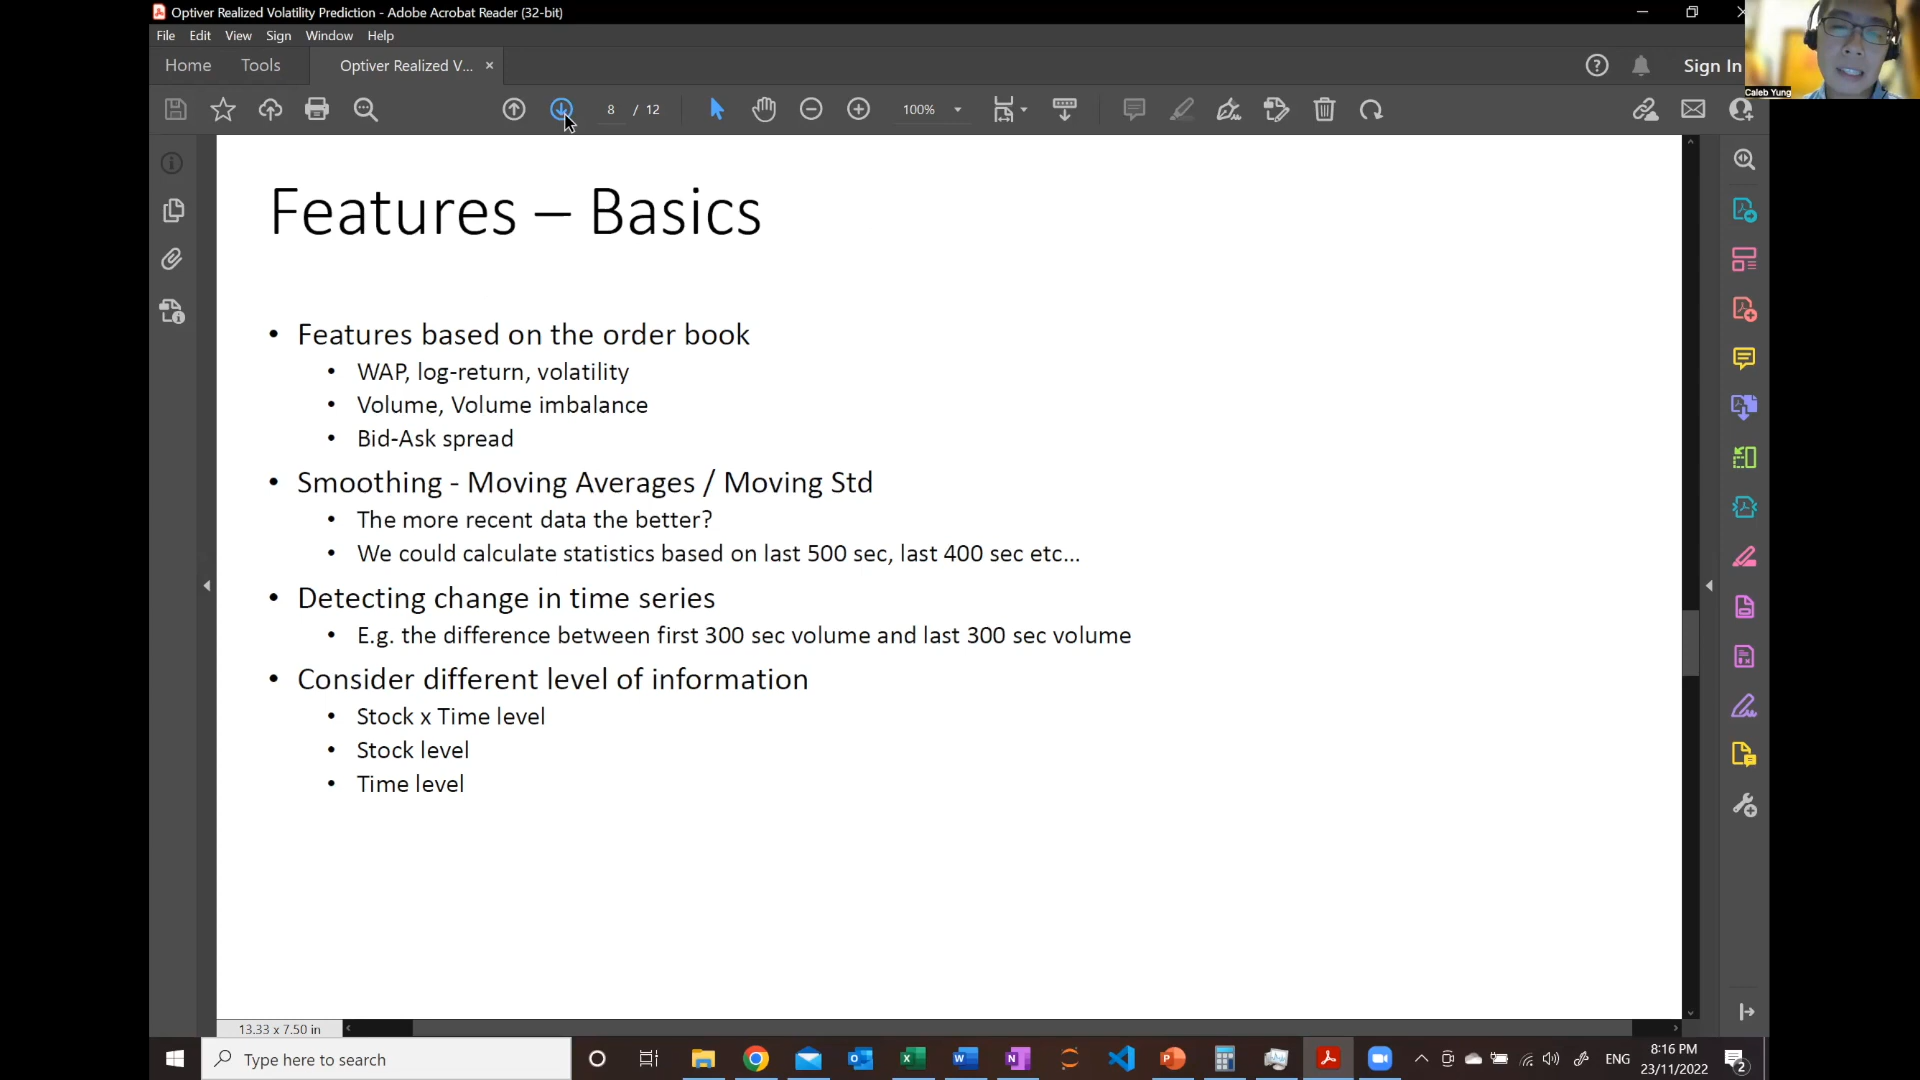 Optiver Realized Volatility Prediction - Adobe Acrobat Reader (32-bit)
File Edit View Sign Window Help
Home Tools Optiver Realized V... × Sign In
Caleb Yung
8 / 12 100%
Features – Basics
• Features based on the order book
• WAP, log-return, volatility
• Volume, Volume imbalance
• Bid-Ask spread
• Smoothing - Moving Averages / Moving Std
• The more recent data the better?
• We could calculate statistics based on last 500 sec, last 400 sec etc...
• Detecting change in time series
• E.g. the difference between first 300 sec volume and last 300 sec volume
• Consider different level of information
• Stock x Time level
• Stock level
• Time level
13.33 x 7.50 in
Type here to search
ENG
8:16 PM
23/11/2022
2